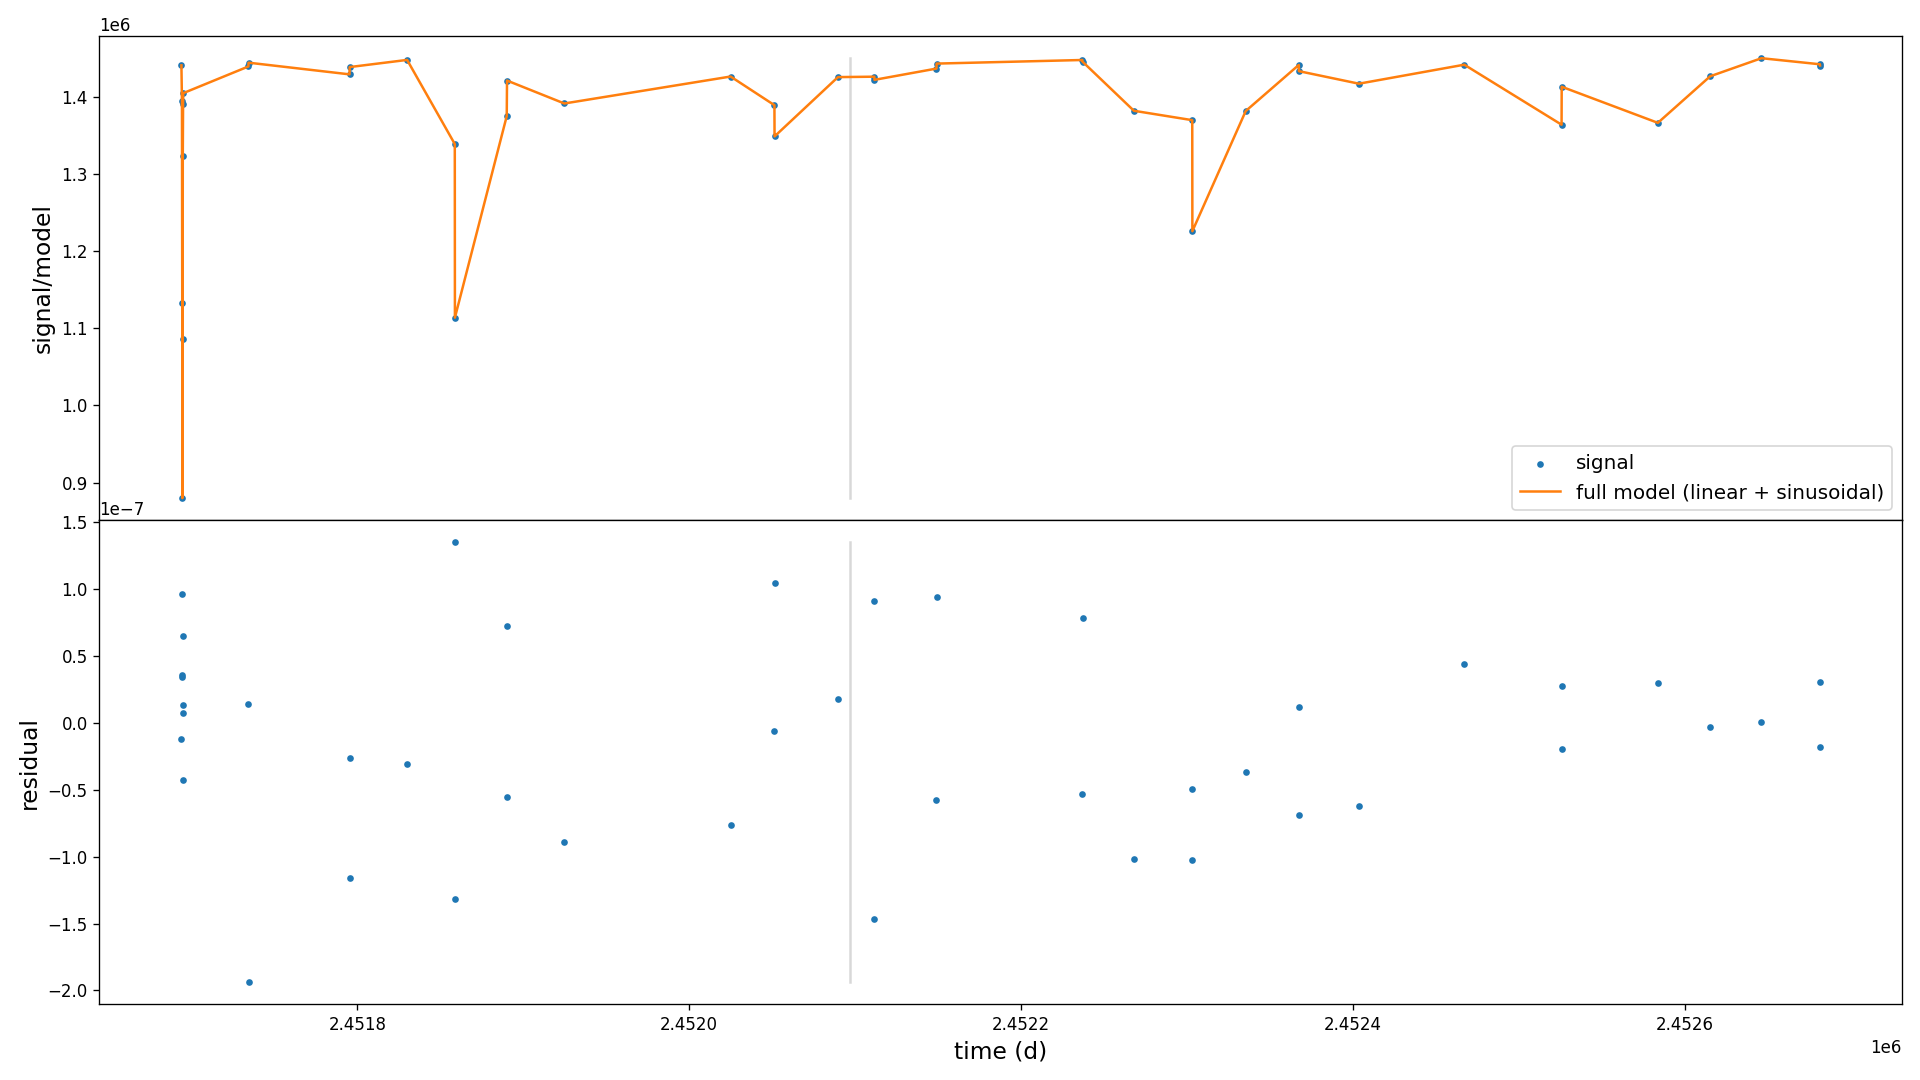 1e6
1.4
1.3
1.2
1.1
1.0
0.9
signal/model
signal
full model (linear + sinusoidal)
1e−7
1.5
1.0
0.5
0.0
−0.5
−1.0
−1.5
−2.0
residual
2.4518 2.4520 2.4522 2.4524 2.4526
time (d)
1e6